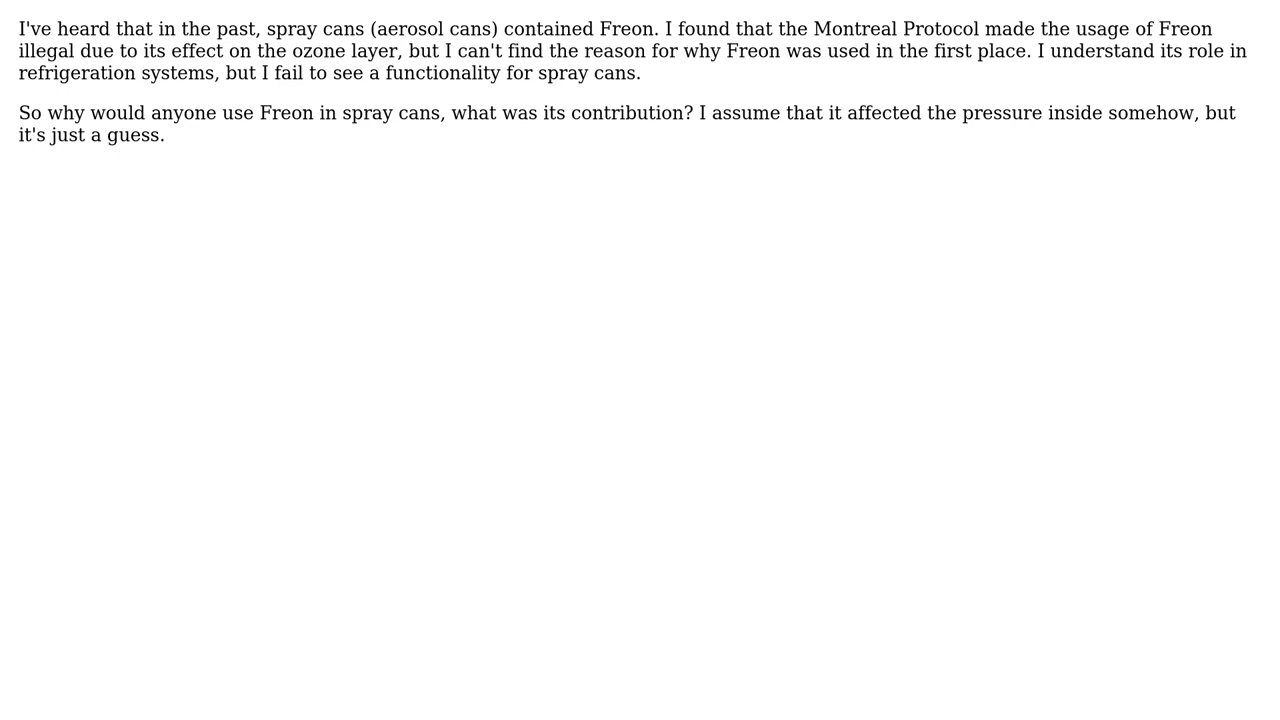 I've heard that in the past, spray cans (aerosol cans) contained Freon. I found that the Montreal Protocol made the usage of Freon
illegal due to its effect on the ozone layer, but I can't find the reason for why Freon was used in the first place. I understand its role in
refrigeration systems, but I fail to see a functionality for spray cans.
So why would anyone use Freon in spray cans, what was its contribution? I assume that it affected the pressure inside somehow, but
it's just a guess.